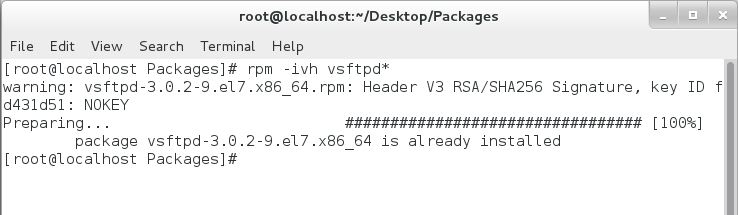 root@localhost:~/Desktop/Packages
File Edit View Search Terminal Help
[root@localhost Packages]# rpm -ivh vsftpd*
warning: vsftpd-3.0.2-9.el7.x86_64.rpm: Header V3 RSA/SHA256 Signature, key ID f
d431d51: NOKEY
Preparing... ################################# [100%]
package vsftpd-3.0.2-9.el7.x86_64 is already installed
[root@localhost Packages]#